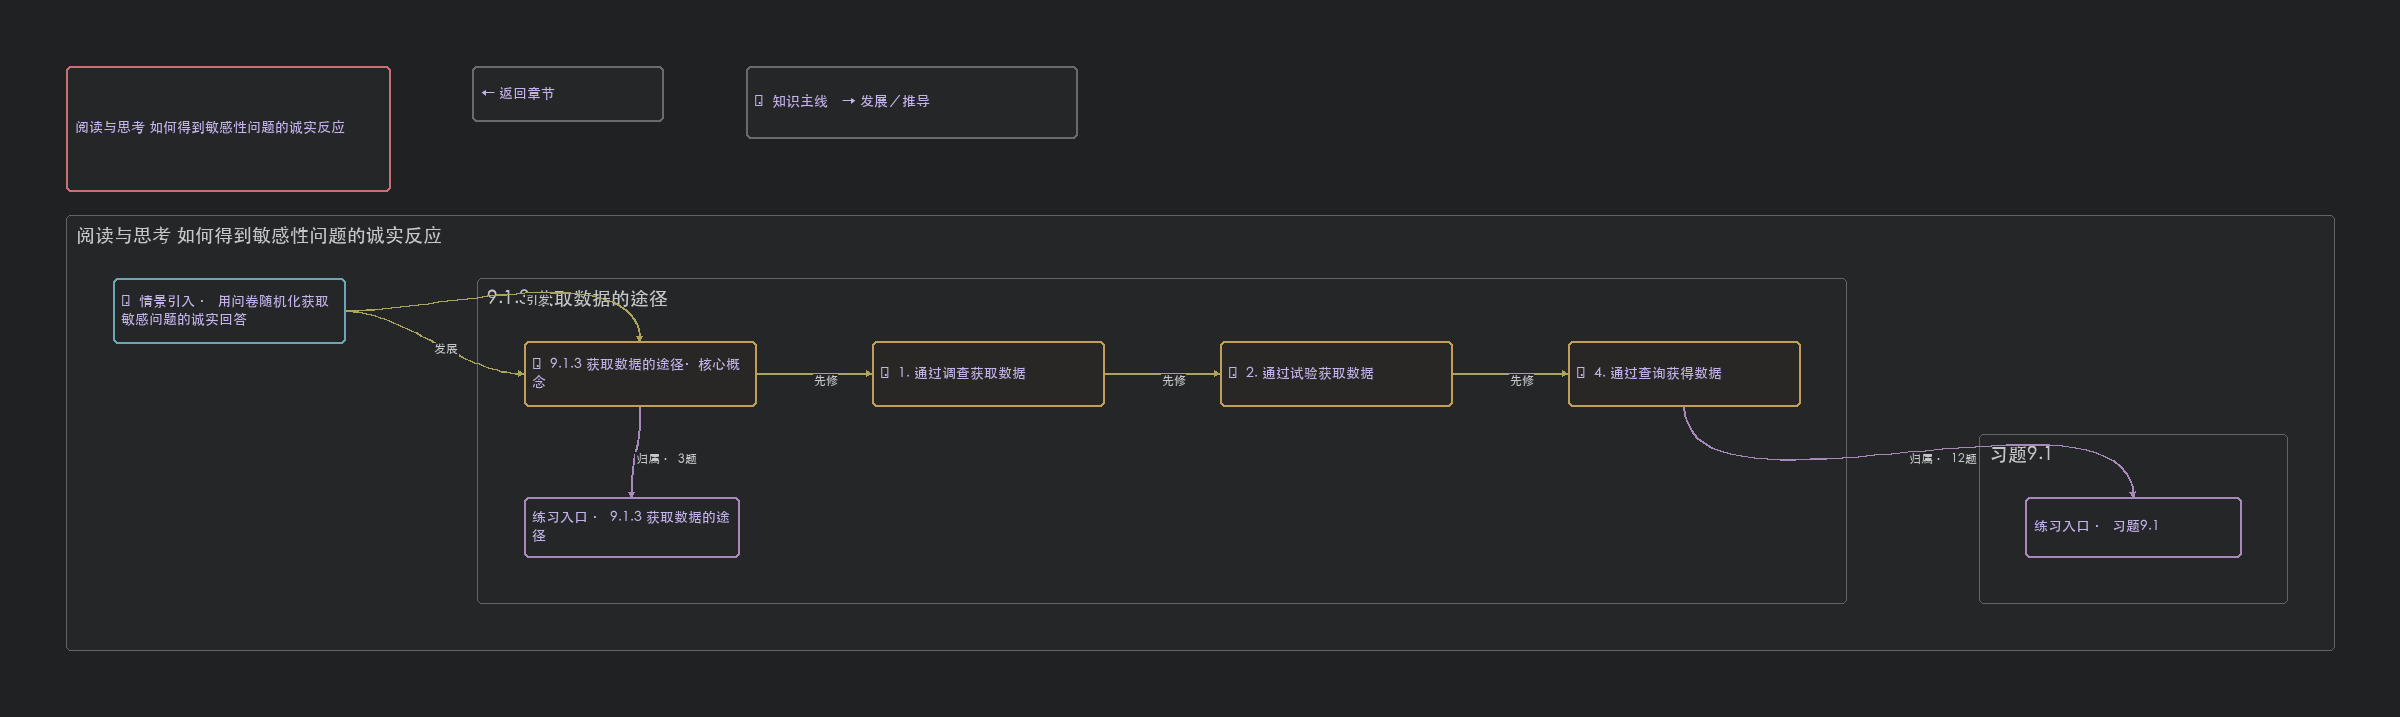 阅读与思考 如何得到敏感性问题的诚实反应
← 返回章节
知识主线 → 发展／推导
阅读与思考 如何得到敏感性问题的诚实反应
情景引入· 用问卷随机化获取
敏感问题的诚实回答
9.1.3 获取数据的途径
引发
发展
9.1.3 获取数据的途径· 核心概
念
先修
1. 通过调查获取数据
先修
2. 通过试验获取数据
先修
4. 通过查询获得数据
归属· 3题
归属· 12题
习题9.1
练习入口· 9.1.3 获取数据的途
径
练习入口· 习题9.1